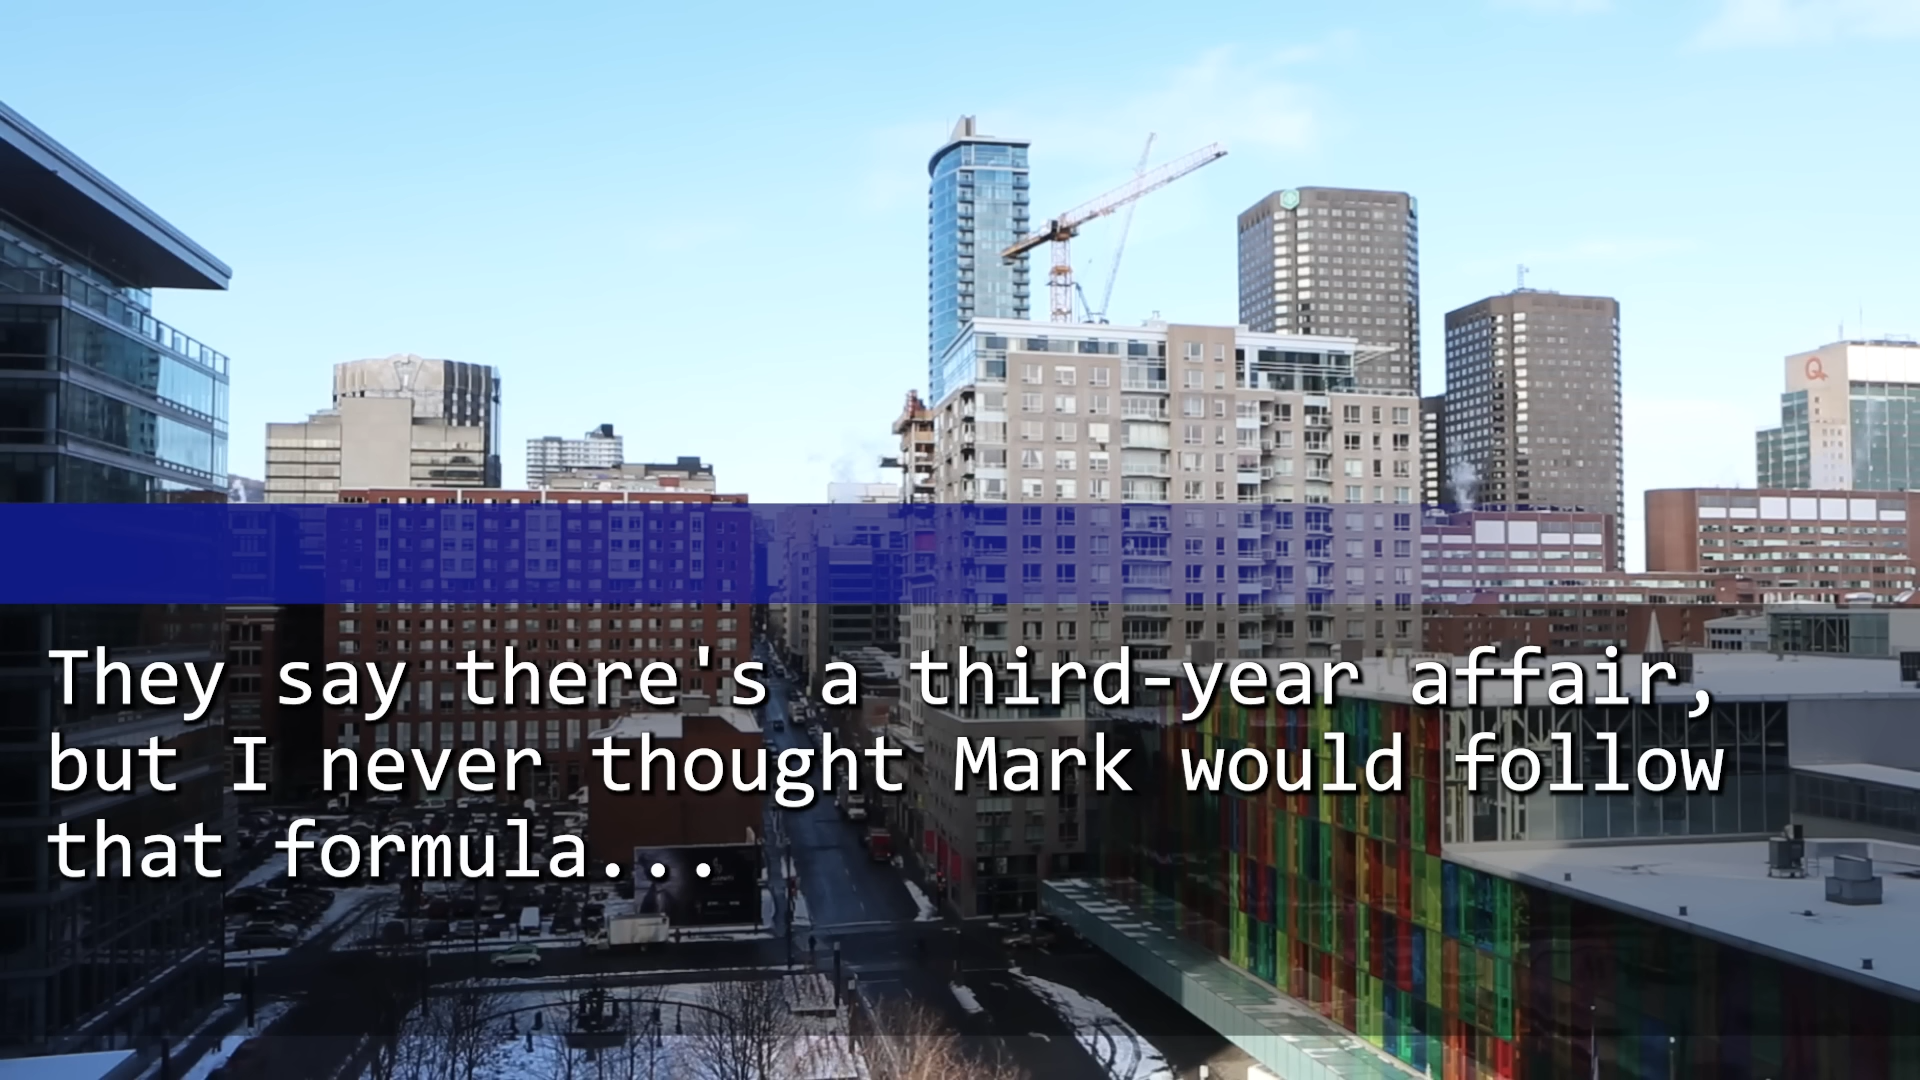 They say there's a third-year affair,
but I never thought Mark would follow
that formula...